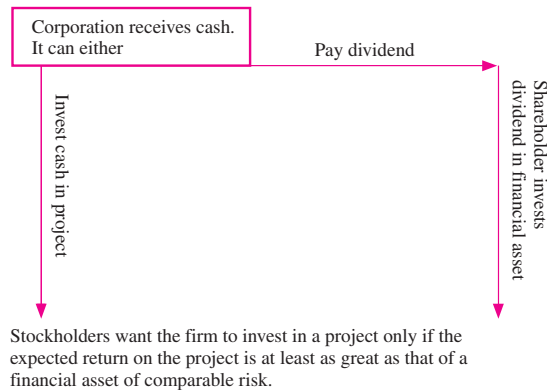 Corporation receives cash.
It can either
Pay dividend
Invest cash in project
Shareholder invests
dividend in financial asset
Stockholders want the firm to invest in a project only if the
expected return on the project is at least as great as that of a
financial asset of comparable risk.